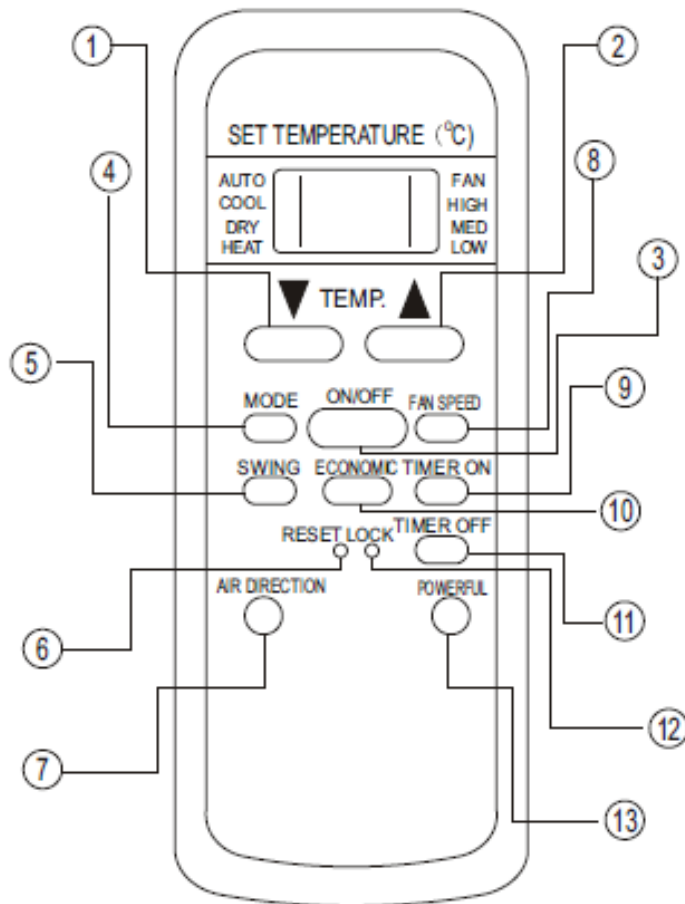 1
2
SET TEMPERATURE (°C)
4
8
AUTO
COOL
DRY
HEAT
FAN
HIGH
MED
LOW
3
▼ TEMP. ▲
5
9
MODE
ON/OFF
FAN SPEED
SWING
ECONOMIC
TIMER ON
10
RESET LOCK
TIMER OFF
AIR DIRECTION
POWERFUL
6
11
12
7
13